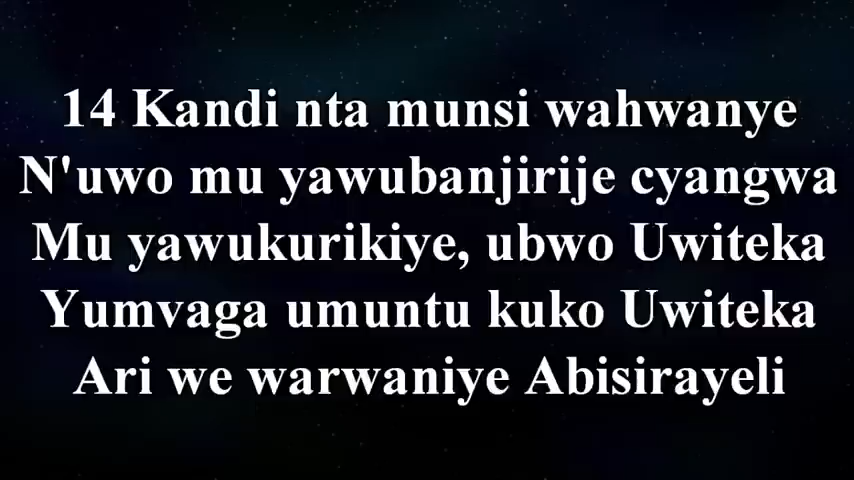 14 Kandi nta munsi wahwanye
N'uwo mu yawubanjirije cyangwa
Mu yawukurikiye, ubwo Uwiteka
Yumvaga umuntu kuko Uwiteka
Ari we warwaniye Abisirayeli